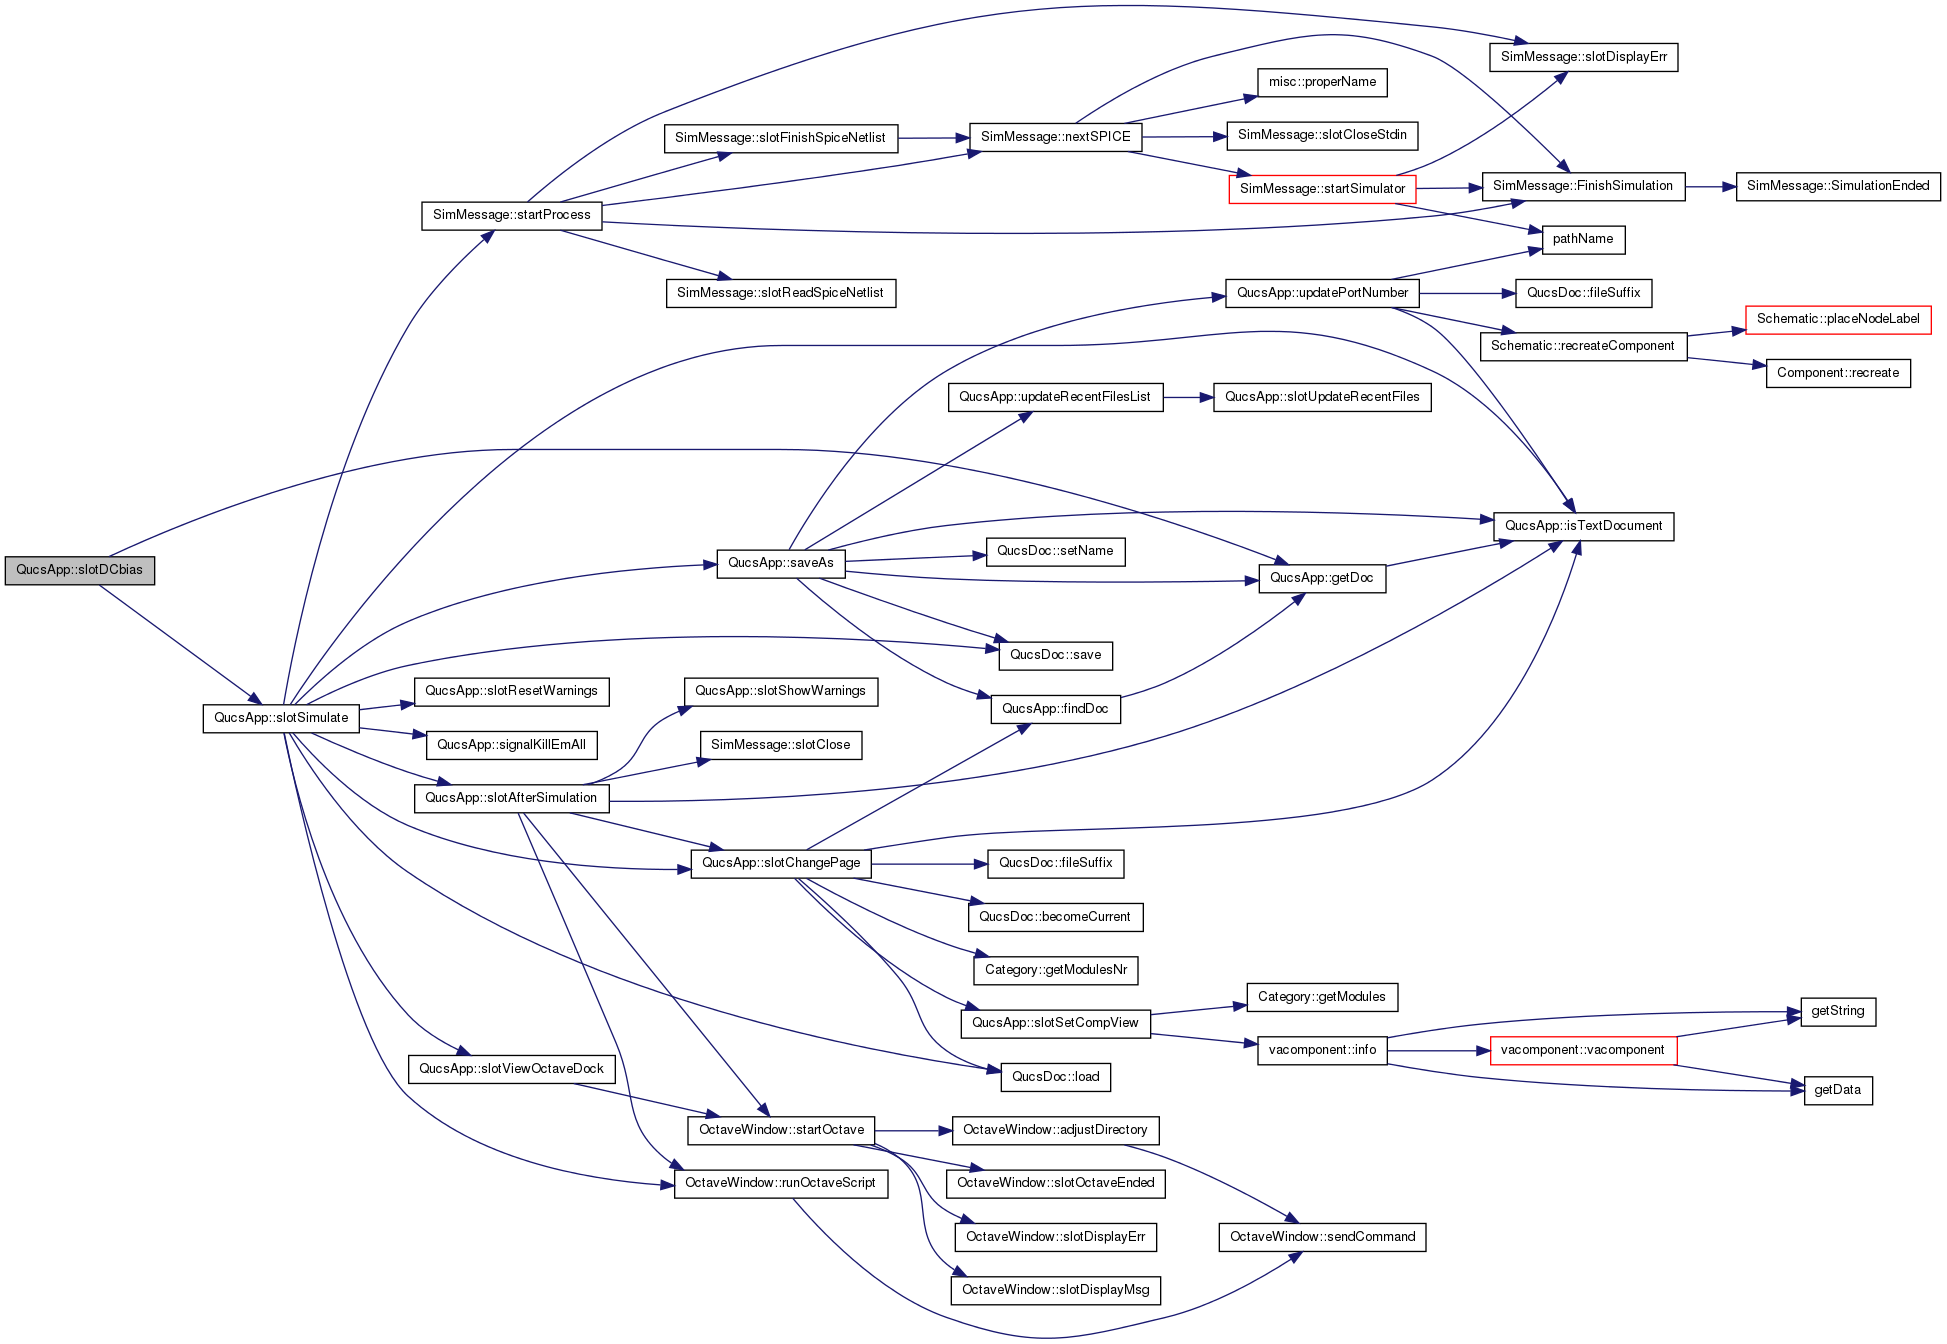 SimMessage::slotDisplayErr
misc::properName
SimMessage::slotFinishSpiceNetlist
SimMessage::nextSPICE
SimMessage::slotCloseStdin
SimMessage::startSimulator
SimMessage::FinishSimulation
SimMessage::SimulationEnded
SimMessage::startProcess
pathName
SimMessage::slotReadSpiceNetlist
QucsApp::updatePortNumber
QucsDoc::fileSuffix
Schematic::placeNodeLabel
Schematic::recreateComponent
Component::recreate
QucsApp::updateRecentFilesList
QucsApp::slotUpdateRecentFiles
QucsApp::isTextDocument
QucsDoc::setName
QucsApp::slotDCbias
QucsApp::saveAs
QucsApp::getDoc
QucsDoc::save
QucsApp::slotResetWarnings
QucsApp::slotShowWarnings
QucsApp::findDoc
QucsApp::slotSimulate
QucsApp::signalKillEmAll
SimMessage::slotClose
QucsApp::slotAfterSimulation
QucsApp::slotChangePage
QucsDoc::fileSuffix
QucsDoc::becomeCurrent
Category::getModulesNr
Category::getModules
QucsApp::slotSetCompView
getString
vacomponent::info
vacomponent::vacomponent
QucsApp::slotViewOctaveDock
QucsDoc::load
getData
OctaveWindow::startOctave
OctaveWindow::adjustDirectory
OctaveWindow::runOctaveScript
OctaveWindow::slotOctaveEnded
OctaveWindow::slotDisplayErr
OctaveWindow::sendCommand
OctaveWindow::slotDisplayMsg